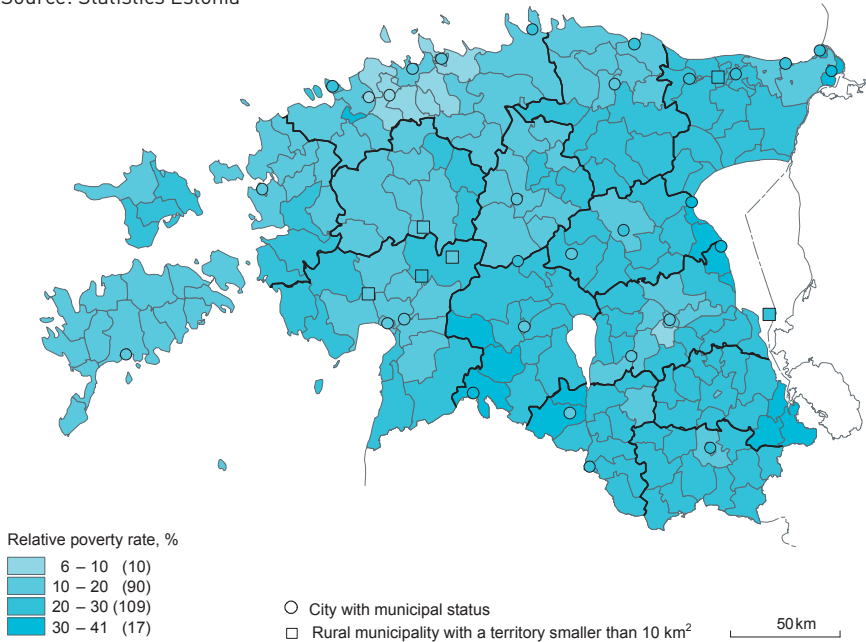 Source: Statistics Estonia
Relative poverty rate, %
6 – 10 (10)
10 – 20 (90)
20 – 30 (109)
30 – 41 (17)
City with municipal status
Rural municipality with a territory smaller than 10 km²
50 km